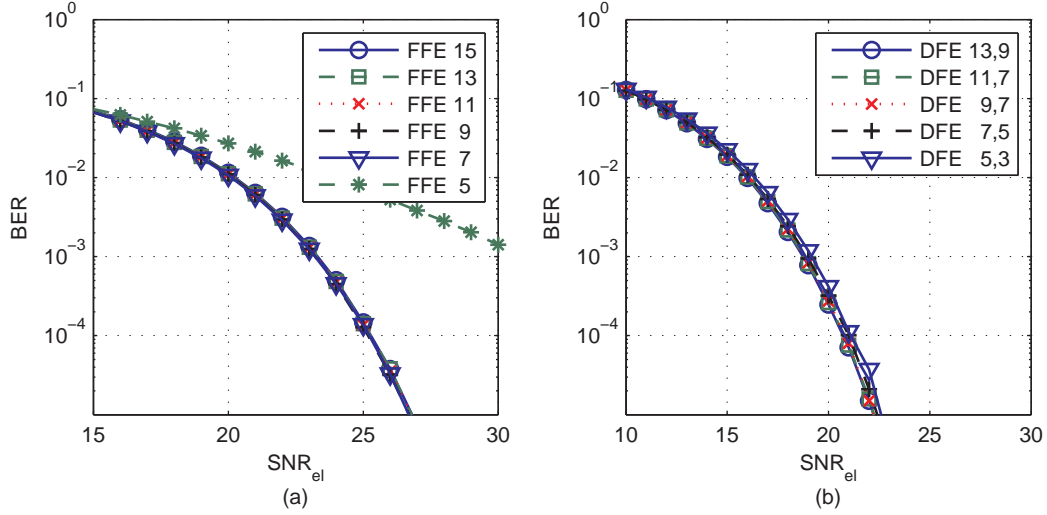 10^0
10^-1
10^-2
10^-3
10^-4
BER
15 20 25 30
SNR_el
(a)
FFE 15
FFE 13
FFE 11
FFE 9
FFE 7
FFE 5
10^0
10^-1
10^-2
10^-3
10^-4
BER
10 15 20 25 30
SNR_el
(b)
DFE 13,9
DFE 11,7
DFE 9,7
DFE 7,5
DFE 5,3